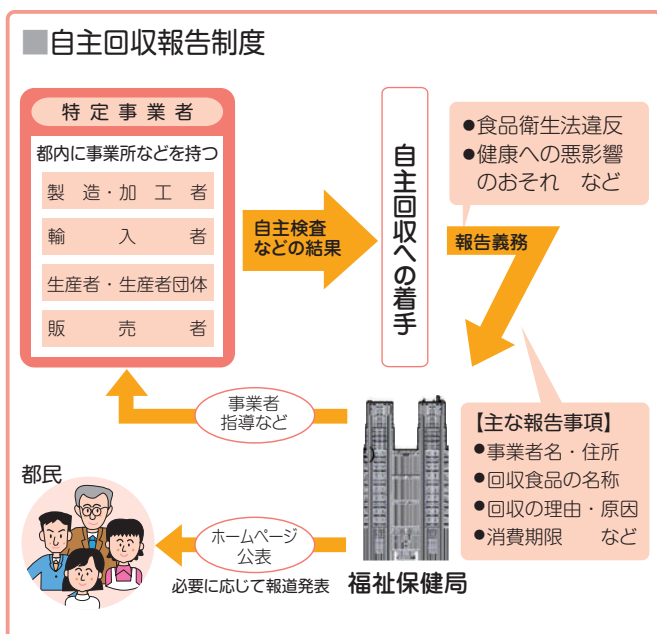 ■自主回収報告制度
特定事業者
都内に事業所などを持つ
製造・加工者
輸入者
生産者・生産者団体
販売者
自主検査
などの結果
自主回収への着手
●食品衛生法違反
●健康への悪影響
のおそれ など
報告義務
【主な報告事項】
●事業者名・住所
●回収食品の名称
●回収の理由・原因
●消費期限 など
事業者
指導など
都民
ホームページ
公表
必要に応じて報道発表
福祉保健局